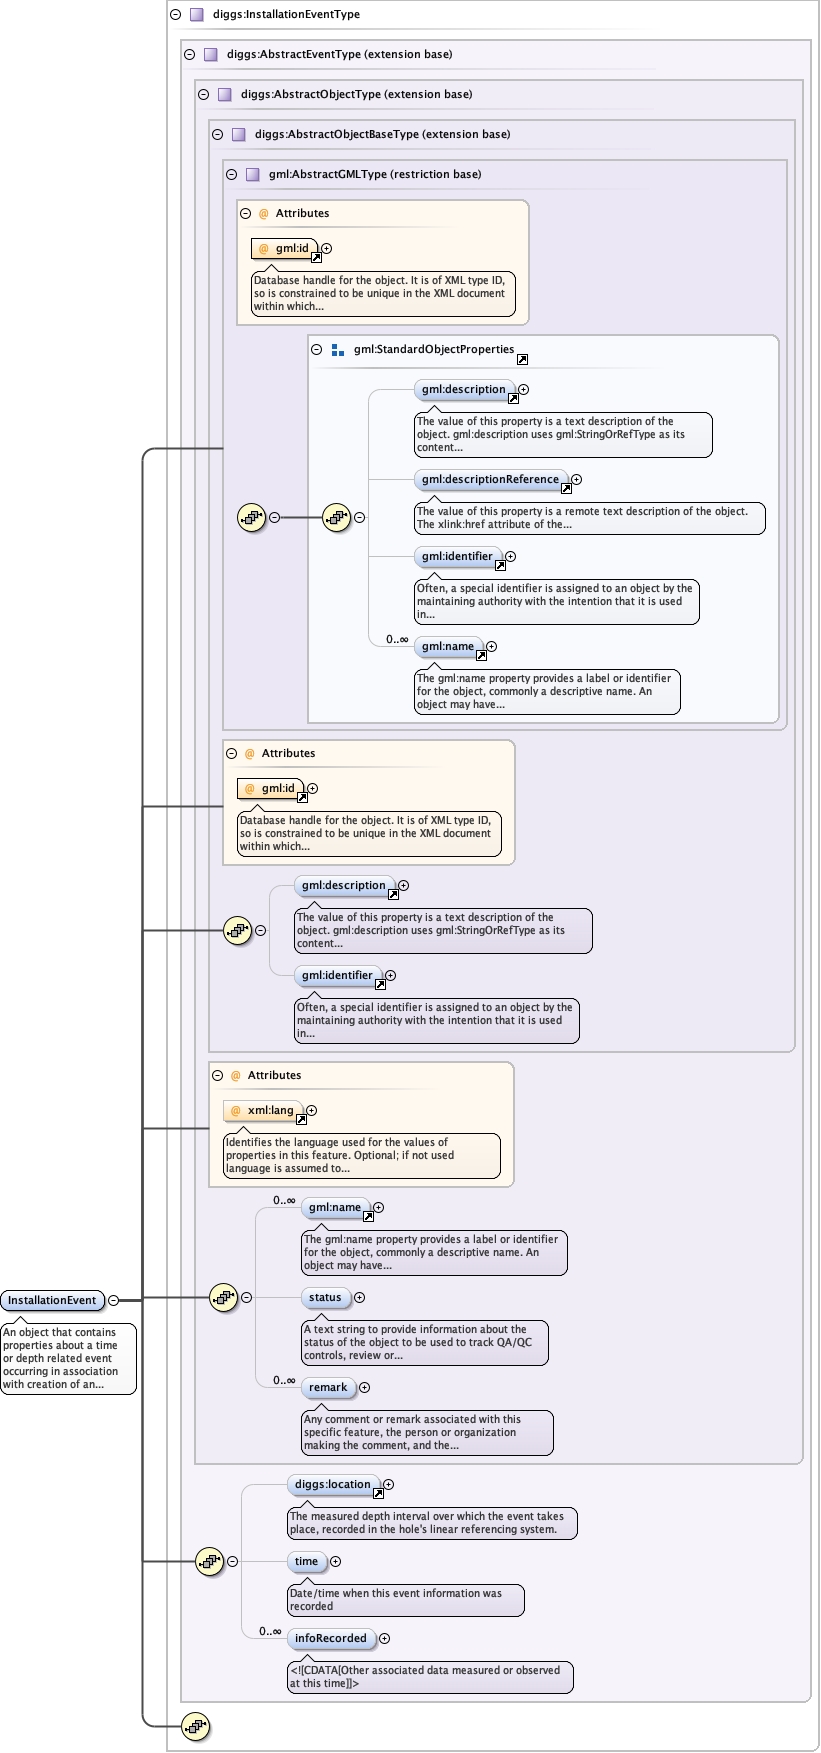 diggs:InstallationEventType
diggs:AbstractEventType (extension base)
diggs:AbstractObjectType (extension base)
diggs:AbstractObjectBaseType (extension base)
gml:AbstractGMLType (restriction base)
@ Attributes
@ gml:id
Database handle for the object. It is of XML type ID,
so is constrained to be unique in the XML document
within which...
gml:StandardObjectProperties
gml:description
The value of this property is a text description of the
object. gml:description uses gml:StringOrRefType as its
content...
gml:descriptionReference
The value of this property is a remote text description of the object.
The xlink:href attribute of the...
gml:identifier
Often, a special identifier is assigned to an object by the
maintaining authority with the intention that it is used
in...
0..∞
gml:name
The gml:name property provides a label or identifier
for the object, commonly a descriptive name. An
object may have...
@ Attributes
@ gml:id
Database handle for the object. It is of XML type ID,
so is constrained to be unique in the XML document
within which...
gml:description
The value of this property is a text description of the
object. gml:description uses gml:StringOrRefType as its
content...
gml:identifier
Often, a special identifier is assigned to an object by the
maintaining authority with the intention that it is used
in...
@ Attributes
@ xml:lang
Identifies the language used for the values of
properties in this feature. Optional; if not used
language is assumed to...
0..∞
gml:name
The gml:name property provides a label or identifier
for the object, commonly a descriptive name. An
object may have...
InstallationEvent
An object that contains
properties about a time
or depth related event
occurring in association
with creation of an...
status
A text string to provide information about the
status of the object to be used to track QA/QC
controls, review or...
0..∞
remark
Any comment or remark associated with this
specific feature, the person or organization
making the comment, and the...
diggs:location
The measured depth interval over which the event takes
place, recorded in the hole's linear referencing system.
time
Date/time when this event information was
recorded
0..∞
infoRecorded
&lt;![CDATA[Other associated data measured or observed
at this time]]&gt;